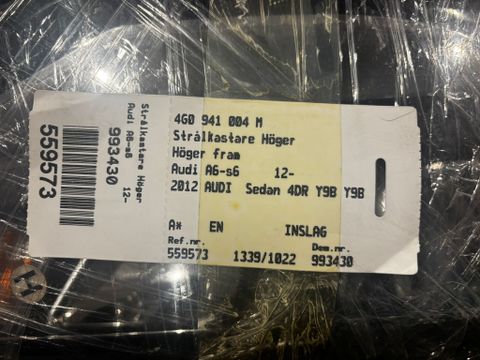 4G0 941 004 M
Strålkastare Höger
Höger fram
Audi A6-s6 12-
2012 AUDI Sedan 4DR Y9B Y9B
A* EN INSLAG
Ref.nr. Dem.nr.
559573 1339/1022 993430
Strålkastare Höger
Audi A6-s6 12-
993430
559573
H